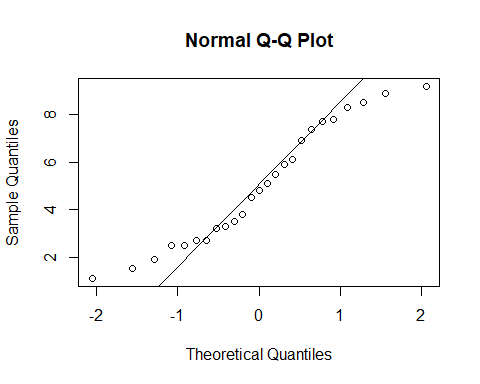 Normal Q-Q Plot
Sample Quantiles
8
6
4
2
-2 -1 0 1 2
Theoretical Quantiles